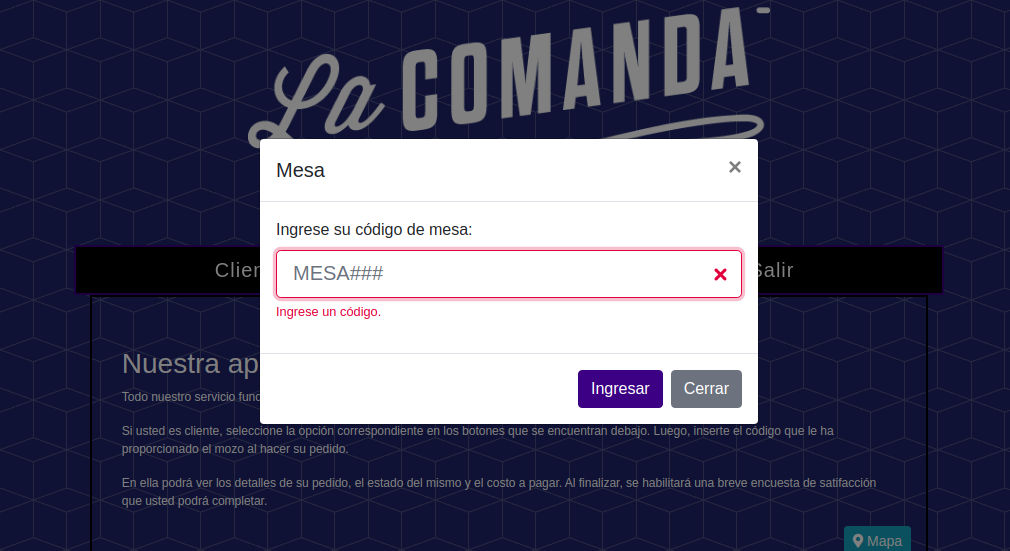 La COMANDA
Mesa
×
Ingrese su código de mesa:
MESA###
Ingrese un código.
Ingresar Cerrar
Nuestra
Todo nuestro servicio
Si usted es cliente, seleccione la opción correspondiente en los botones que se encuentran debajo. Luego, inserte el código que le ha
proporcionado el mozo al hacer su pedido.
En ella podrá ver los detalles de su pedido, el estado del mismo y el costo a pagar. Al finalizar, se habilitará una breve encuesta de satifacción
que usted podrá completar.
Mapa